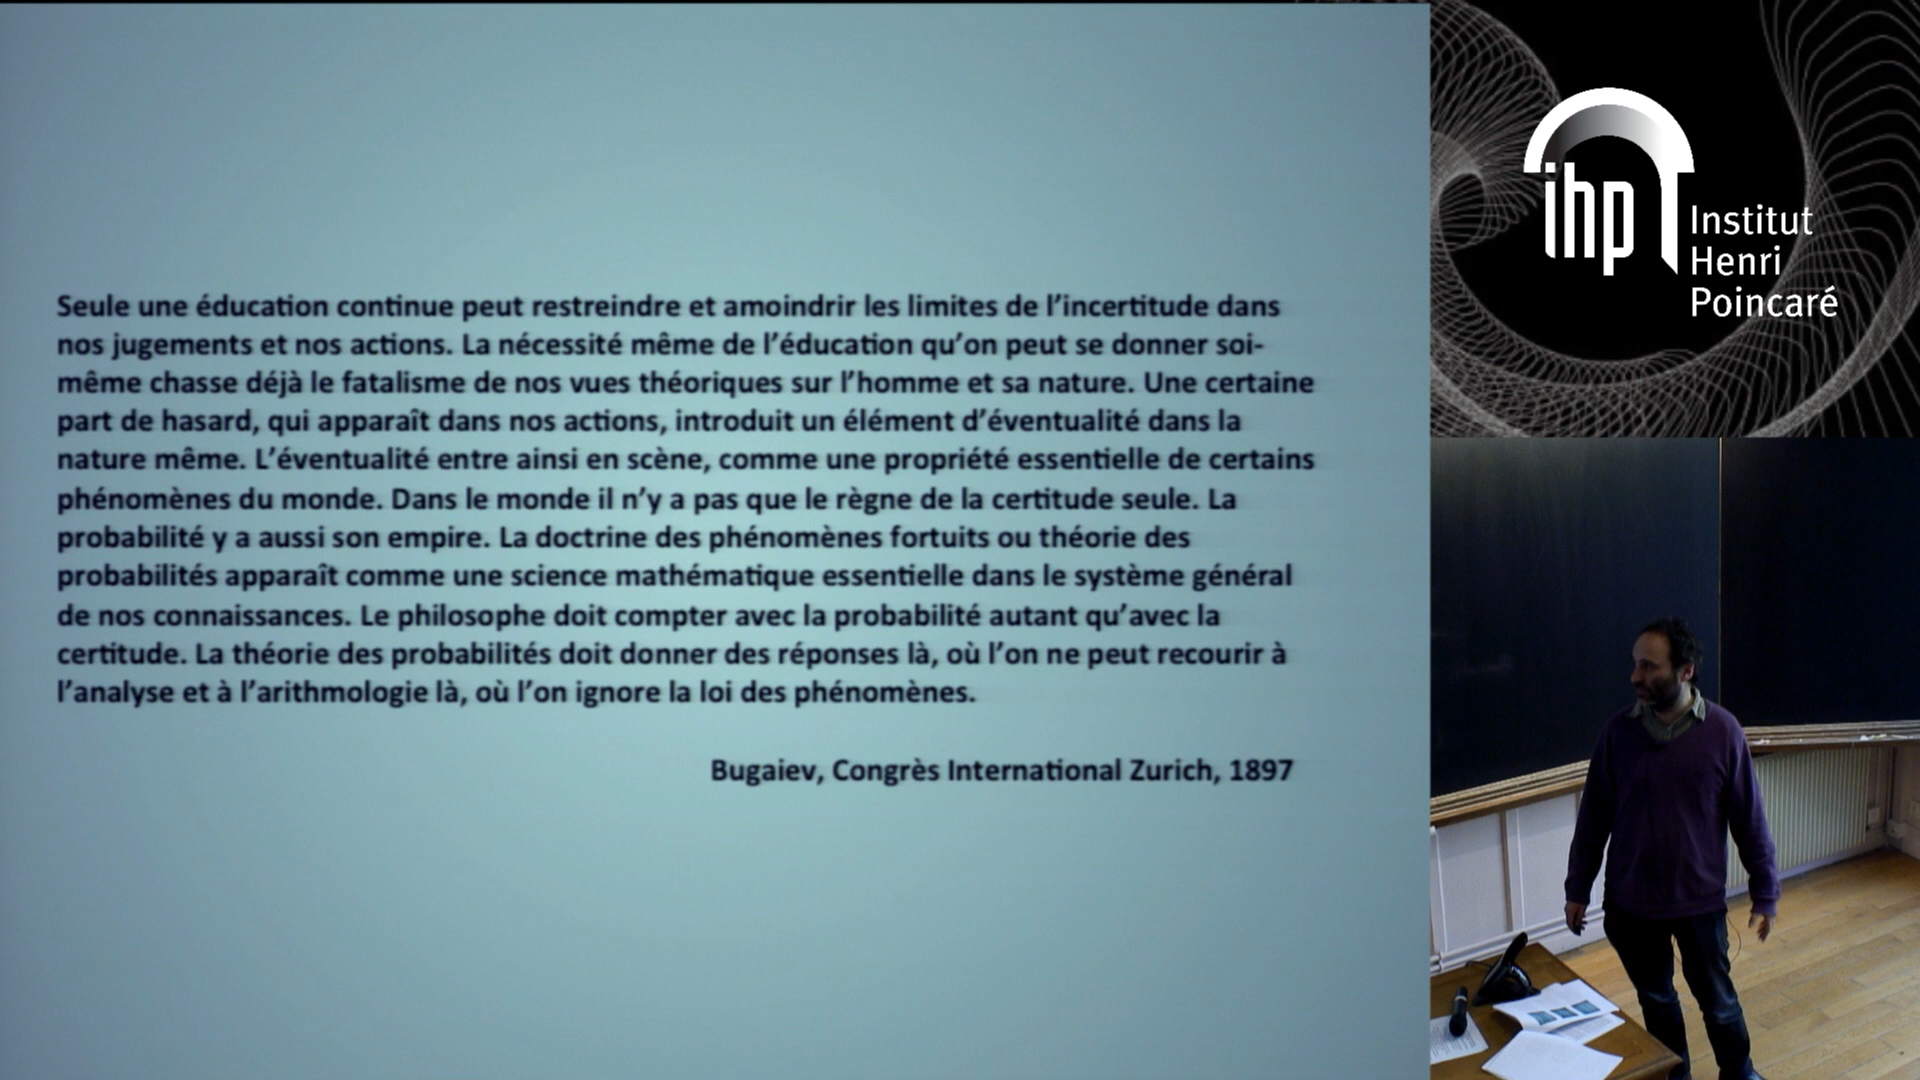 Seule une éducation continue peut restreindre et amoindrir les limites de l’incertitude dans
nos jugements et nos actions. La nécessité même de l’éducation qu’on peut se donner soi-
même chasse déjà le fatalisme de nos vues théoriques sur l’homme et sa nature. Une certaine
part de hasard, qui apparaît dans nos actions, introduit un élément d’éventualité dans la
nature même. L’éventualité entre ainsi en scène, comme une propriété essentielle de certains
phénomènes du monde. Dans le monde il n’y a pas que le règne de la certitude seule. La
probabilité y a aussi son empire. La doctrine des phénomènes fortuits ou théorie des
probabilités apparaît comme une science mathématique essentielle dans le système général
de nos connaissances. Le philosophe doit compter avec la probabilité autant qu’avec la
certitude. La théorie des probabilités doit donner des réponses là, où l’on ne peut recourir à
l’analyse et à l’arithmologie là, où l’on ignore la loi des phénomènes.
Bugaiev, Congrès International Zurich, 1897
ihp
Institut
Henri
Poincaré